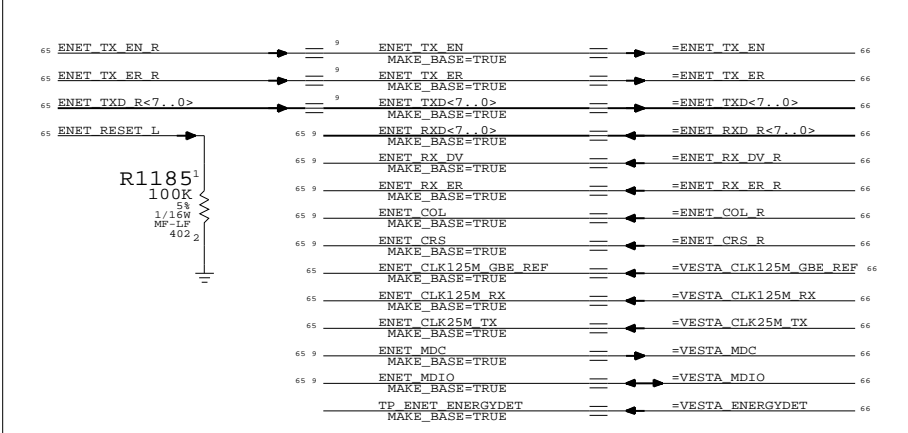 65 ENET_TX_EN_R 9 ENET_TX_EN =ENET_TX_EN 66
MAKE_BASE=TRUE
65 ENET_TX_ER_R 9 ENET_TX_ER =ENET_TX_ER 66
MAKE_BASE=TRUE
65 ENET_TXD_R<7..0> 9 ENET_TXD<7..0> =ENET_TXD<7..0> 66
MAKE_BASE=TRUE
65 ENET_RESET_L 65 9 ENET_RXD<7..0> =ENET_RXD_R<7..0> 66
MAKE_BASE=TRUE
65 9 ENET_RX_DV =ENET_RX_DV_R 66
MAKE_BASE=TRUE
R1185 1
100K
5%
1/16W
MF-LF
402 2
65 9 ENET_RX_ER =ENET_RX_ER_R 66
MAKE_BASE=TRUE
65 9 ENET_COL =ENET_COL_R 66
MAKE_BASE=TRUE
65 9 ENET_CRS =ENET_CRS_R 66
MAKE_BASE=TRUE
65 ENET_CLK125M_GBE_REF =VESTA_CLK125M_GBE_REF 66
MAKE_BASE=TRUE
65 ENET_CLK125M_RX =VESTA_CLK125M_RX 66
MAKE_BASE=TRUE
65 ENET_CLK25M_TX =VESTA_CLK25M_TX 66
MAKE_BASE=TRUE
65 9 ENET_MDC =VESTA_MDC 66
MAKE_BASE=TRUE
65 9 ENET_MDIO =VESTA_MDIO 66
MAKE_BASE=TRUE
TP_ENET_ENERGYDET =VESTA_ENERGYDET 66
MAKE_BASE=TRUE